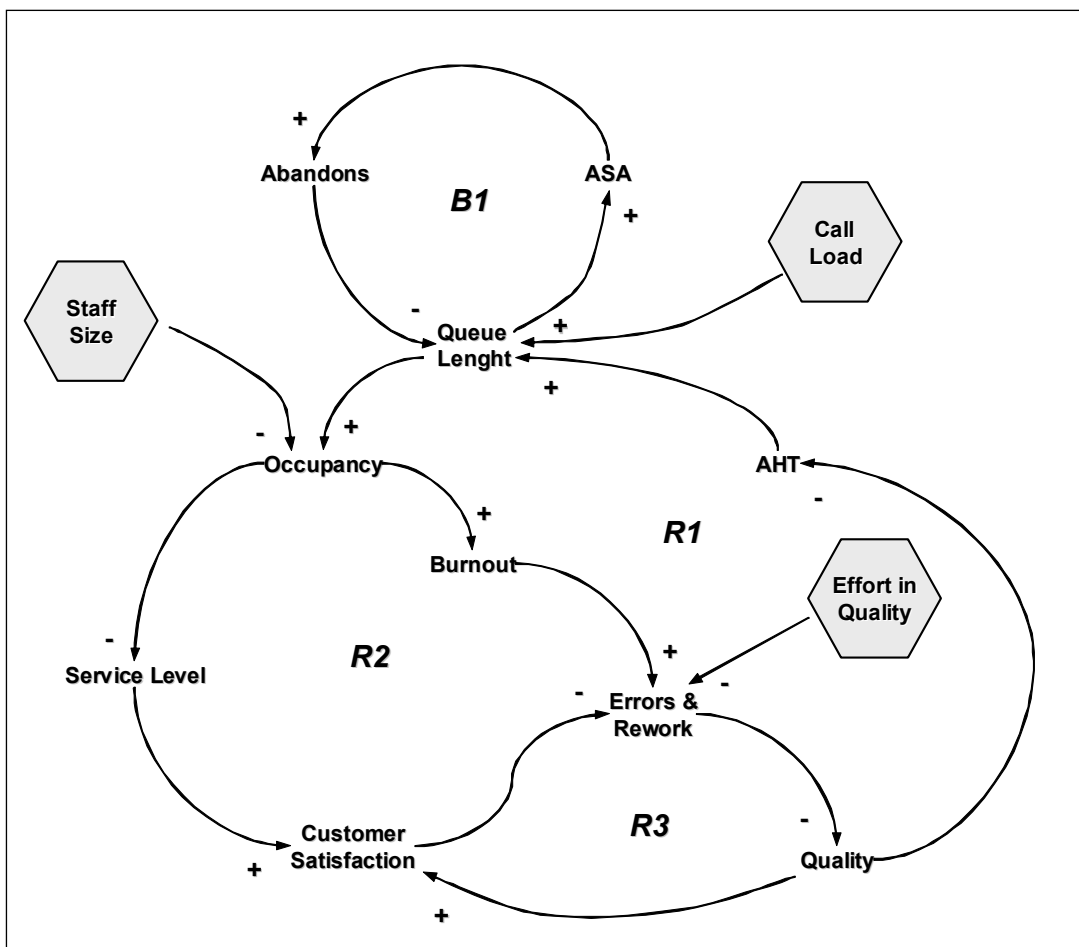 +
Abandons
ASA
B1
+
Call
Load
Staff
Size
-
Queue
Lenght
+
+
-
+
Occupancy
AHT
-
+
R1
Burnout
Effort in
Quality
-
R2
Service Level
+
-
-
Errors &
Rework
R3
-
Customer
Satisfaction
Quality
+
+